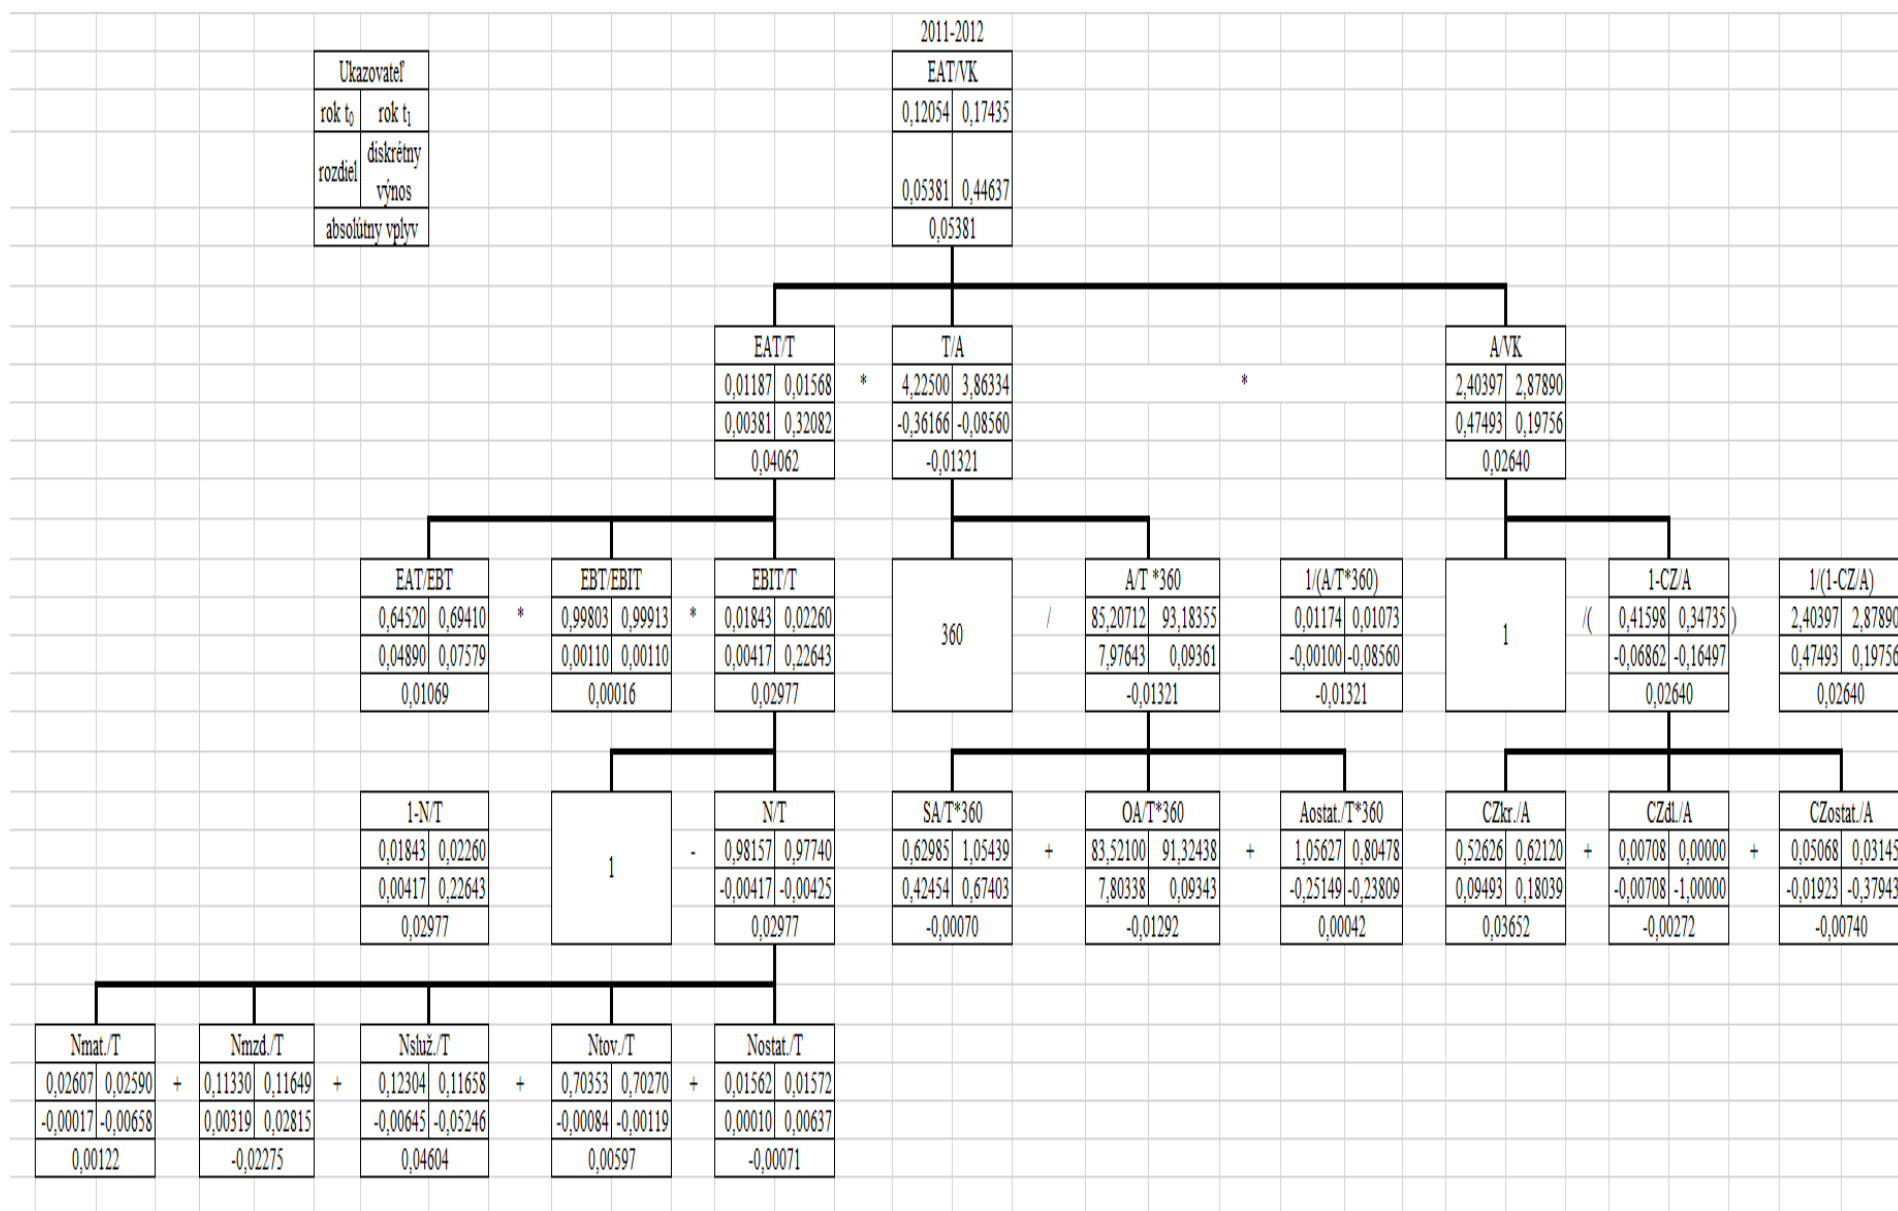 2011-2012
Ukazovateľ EAT/VK
rok t₀ rok t₁ 0,12054 0,17435
rozdiel diskrétny
výnos 0,05381 0,44637
absolútny vplyv 0,05381
EAT/T T/A A/VK
0,01187 0,01568 * 4,22500 3,86334 * 2,40397 2,87890
0,00381 0,32082 -0,36166 -0,08560 0,47493 0,19756
0,04062 -0,01321 0,02640
EAT/EBT EBT/EBIT EBIT/T 360 A/T *360 1/(A/T*360) 1 1-CZ/A 1/(1-CZ/A)
0,64520 0,69410 * 0,99803 0,99913 * 0,01843 0,02260 / 85,20712 93,18355 0,01174 0,01073 /( 0,41598 0,34735 ) 2,40397 2,87890
0,04890 0,07579 0,00110 0,00110 0,00417 0,22643 7,97643 0,09361 -0,00100 -0,08560 -0,06862 -0,16497 0,47493 0,19756
0,01069 0,00016 0,02977 -0,01321 -0,01321 0,02640 0,02640
1-N/T 1 N/T SA/T*360 OA/T*360 Aostat./T*360 CZkr./A CZdl./A CZostat./A
0,01843 0,02260 - 0,98157 0,97740 0,62985 1,05439 + 83,52100 91,32438 + 1,05627 0,80478 0,52626 0,62120 + 0,00708 0,00000 + 0,05068 0,03145
0,00417 0,22643 -0,00417 -0,00425 0,42454 0,67403 7,80338 0,09343 -0,25149 -0,23809 0,09493 0,18039 -0,00708 -1,00000 -0,01923 -0,37943
0,02977 0,02977 -0,00070 -0,01292 0,00042 0,03652 -0,00272 -0,00740
Nmat./T Nmzd./T Nsluž./T Ntov./T Nostat./T
0,02607 0,02590 + 0,11330 0,11649 + 0,12304 0,11658 + 0,70353 0,70270 + 0,01562 0,01572
-0,00017 -0,00658 0,00319 0,02815 -0,00645 -0,05246 -0,00084 -0,00119 0,00010 0,00637
0,00122 -0,02275 0,04604 0,00597 -0,00071